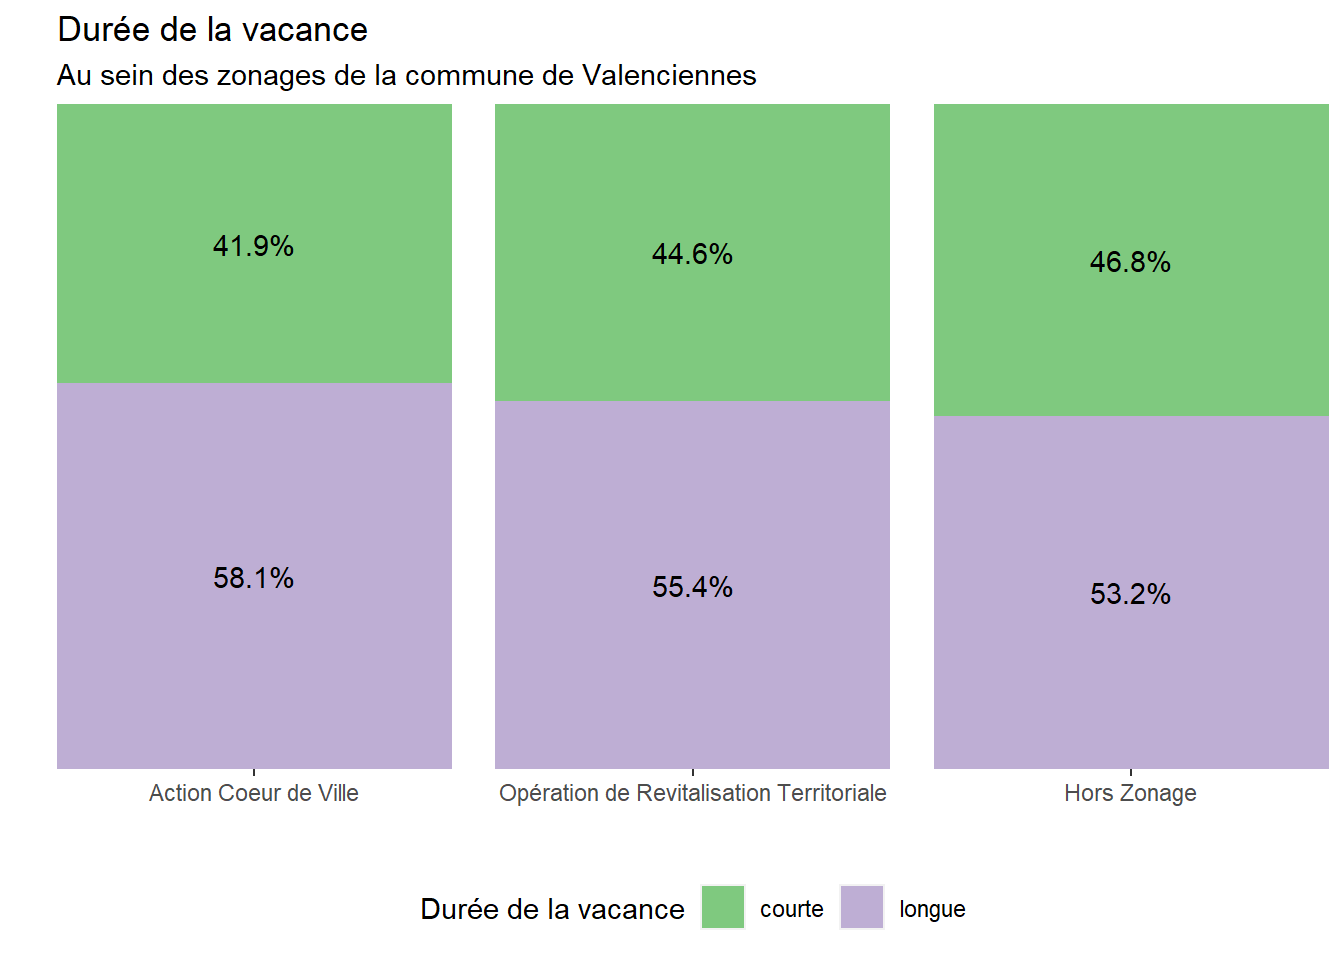 Durée de la vacance
Au sein des zonages de la commune de Valenciennes
41.9%
44.6%
46.8%
58.1%
55.4%
53.2%
Action Coeur de Ville
Opération de Revitalisation Territoriale
Hors Zonage
Durée de la vacance courte longue